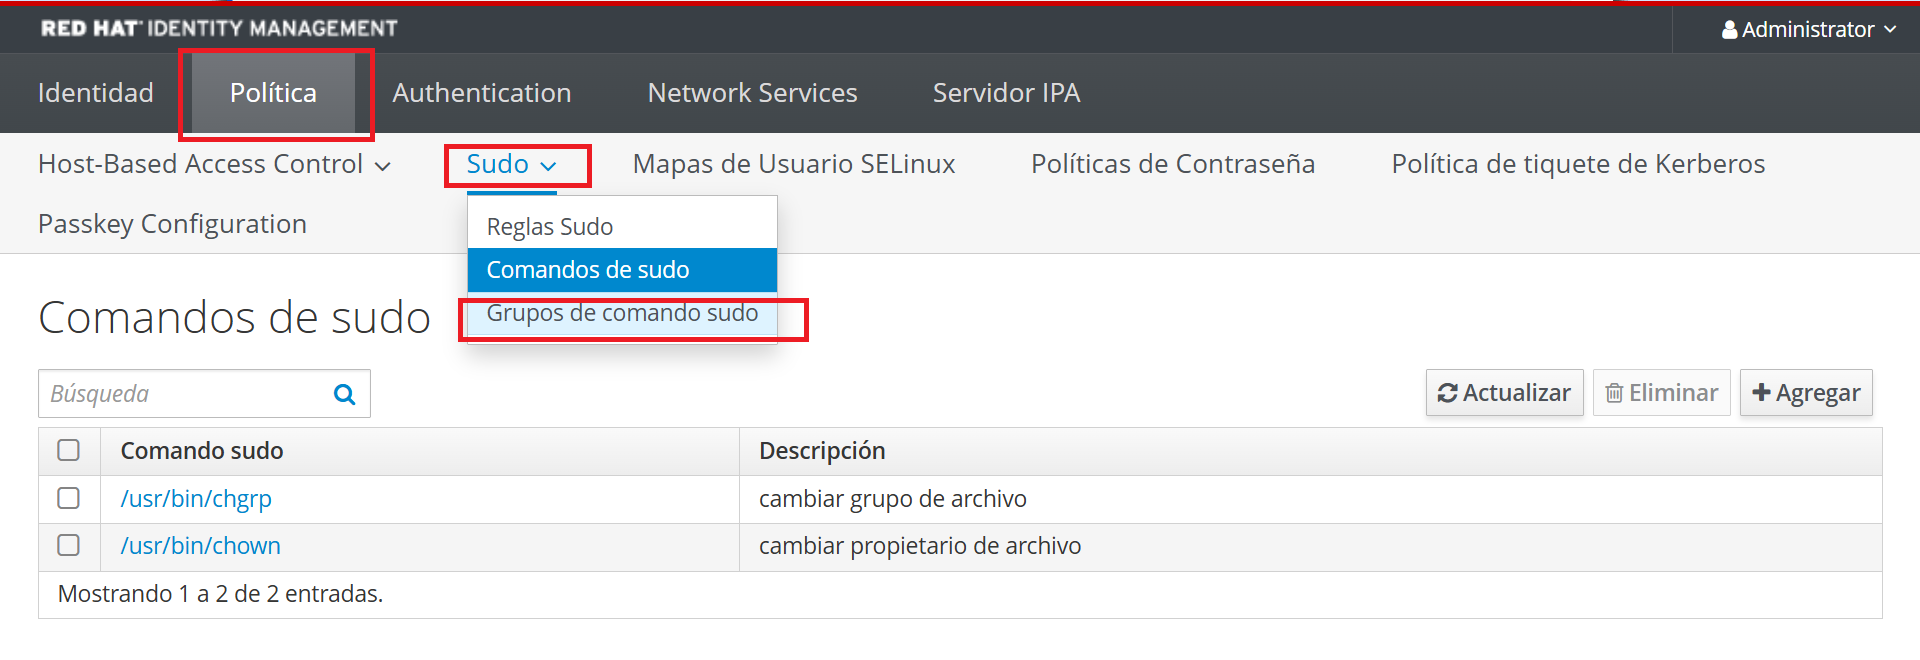 RED HAT IDENTITY MANAGEMENT
Administrator
Identidad Política Authentication Network Services Servidor IPA
Host-Based Access Control Sudo Mapas de Usuario SELinux Políticas de Contraseña Política de tiquete de Kerberos
Passkey Configuration
Reglas Sudo
Comandos de sudo
Grupos de comando sudo
Comandos de sudo
Búsqueda
Actualizar Eliminar Agregar
Comando sudo Descripción
/usr/bin/chgrp cambiar grupo de archivo
/usr/bin/chown cambiar propietario de archivo
Mostrando 1 a 2 de 2 entradas.